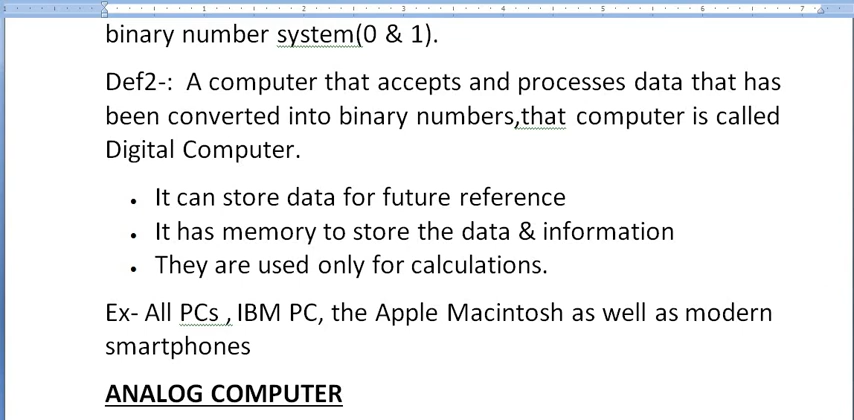 binary number system(0 & 1).
Def2-:  A computer that accepts and processes data that has
been converted into binary numbers,that computer is called
Digital Computer.
• It can store data for future reference
• It has memory to store the data & information
• They are used only for calculations.
Ex- All PCs , IBM PC, the Apple Macintosh as well as modern
smartphones
ANALOG COMPUTER